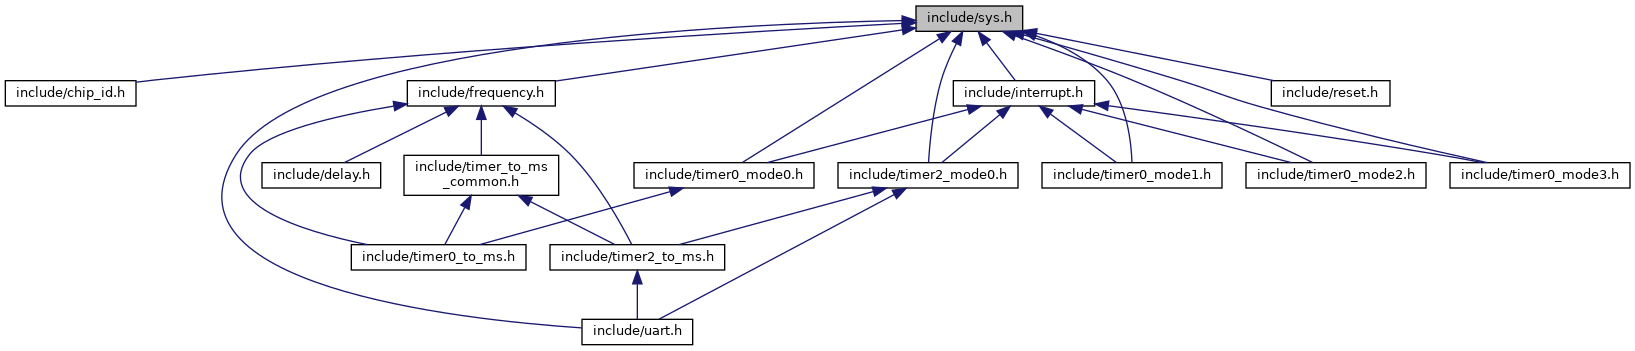 include/sys.h
include/chip_id.h
include/frequency.h
include/interrupt.h
include/reset.h
include/delay.h
include/timer_to_ms
_common.h
include/timer0_mode0.h
include/timer2_mode0.h
include/timer0_mode1.h
include/timer0_mode2.h
include/timer0_mode3.h
include/timer0_to_ms.h
include/timer2_to_ms.h
include/uart.h